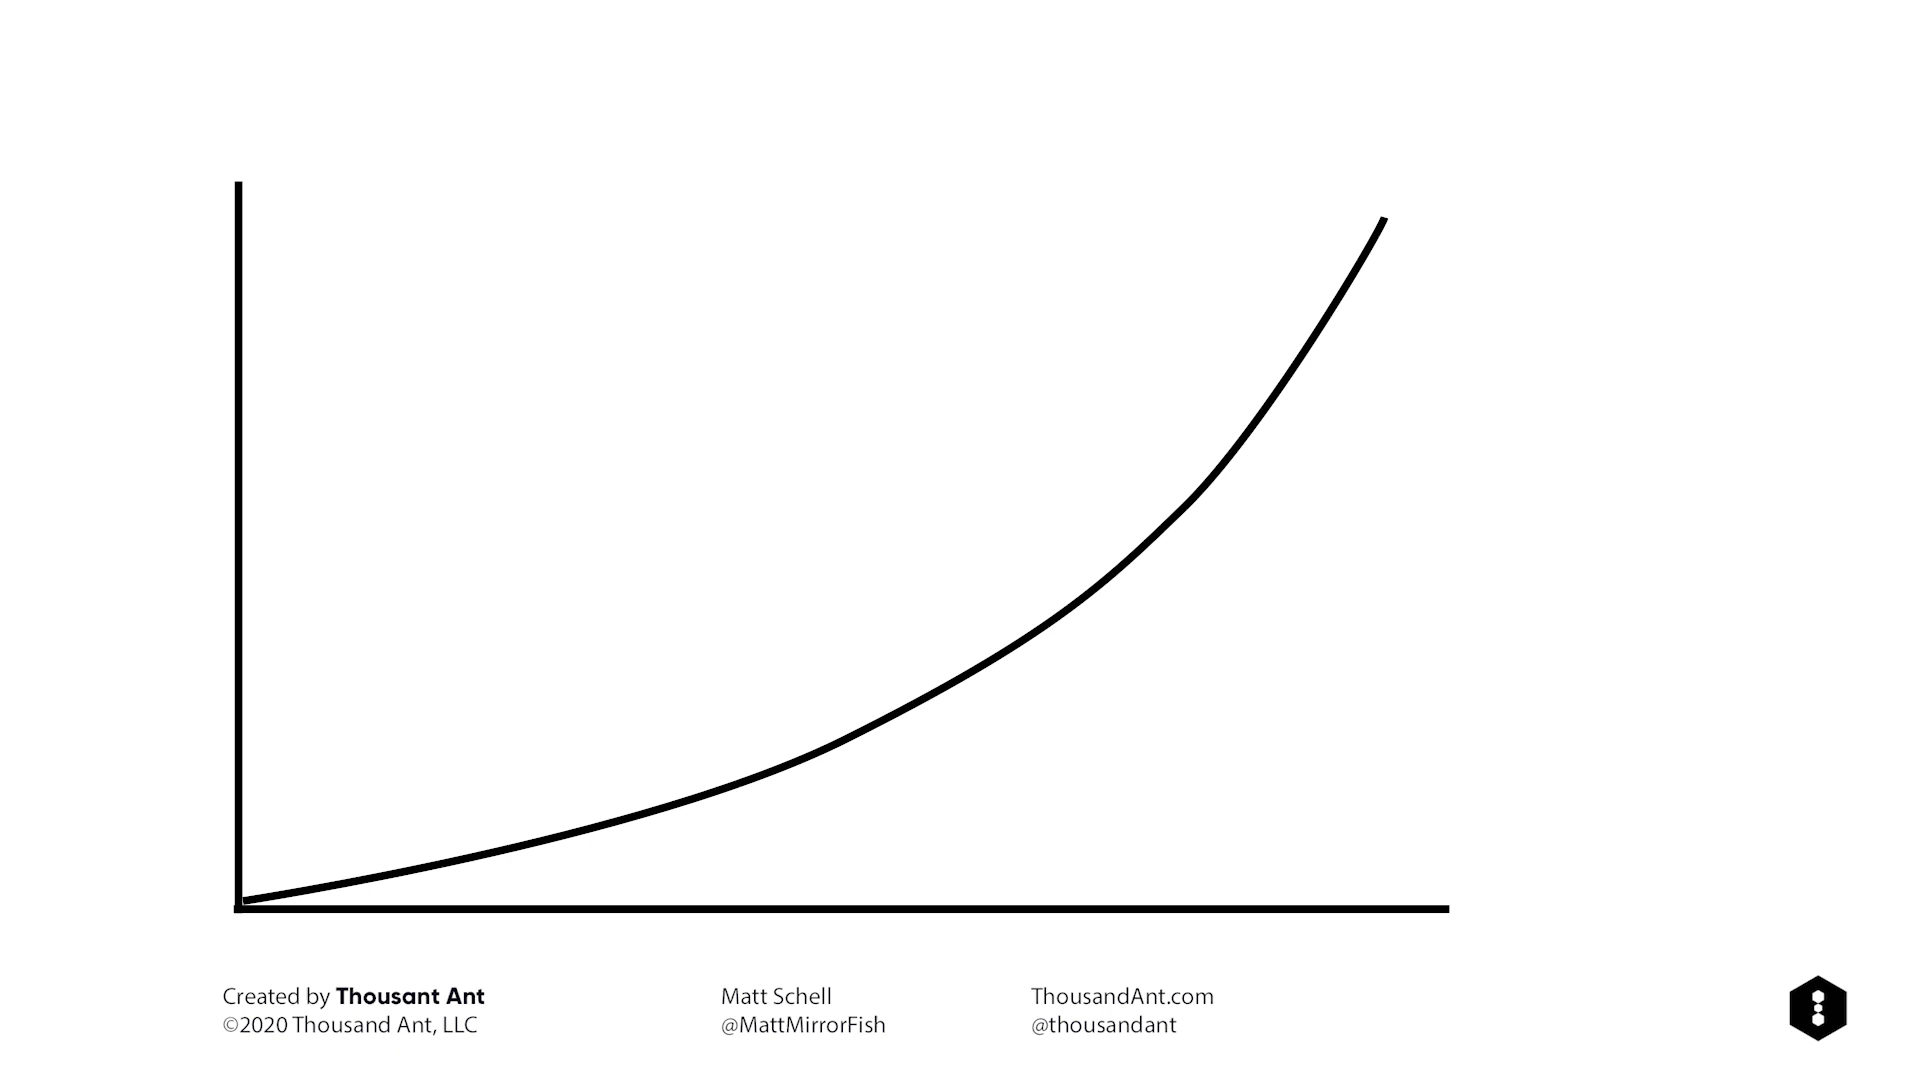 Created by Thousant Ant
©2020 Thousand Ant, LLC
Matt Schell
@MattMirrorFish
ThousandAnt.com
@thousandant